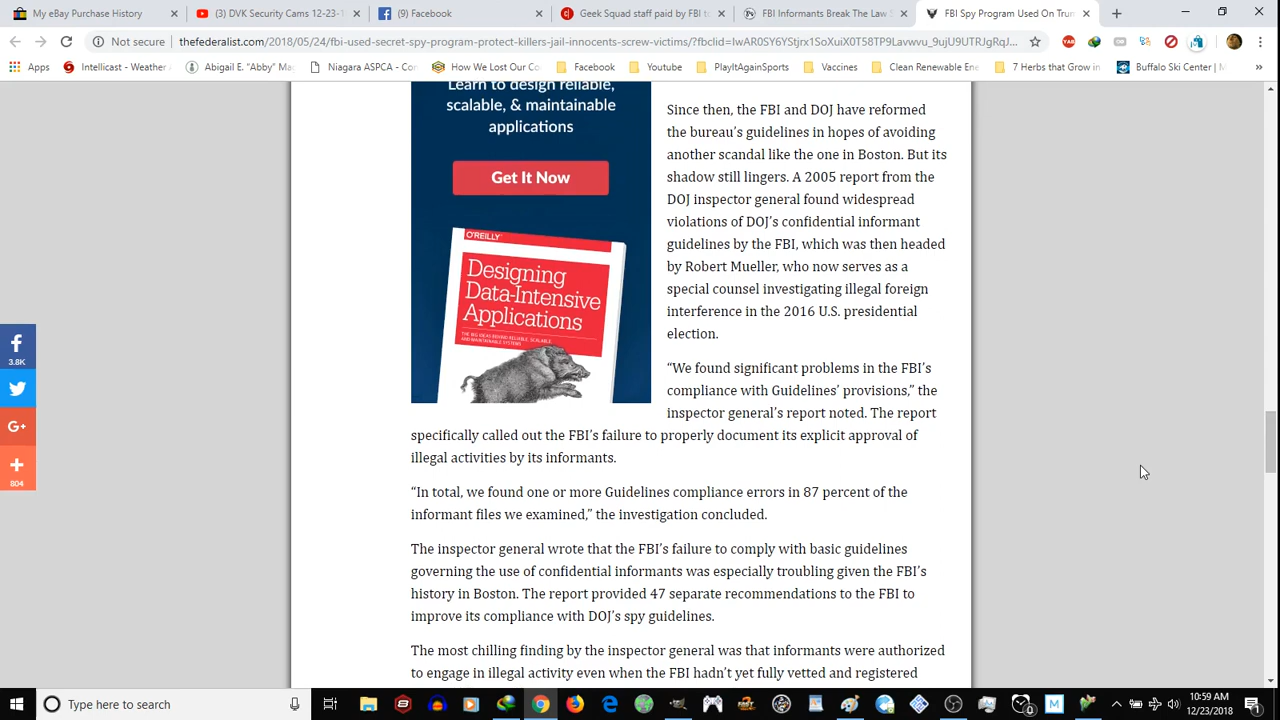 My eBay Purchase History
(3) DVK Security Cams 12-23-1
(9) Facebook
Geek Squad staff paid by FBI to
FBI Informants Break The Law
FBI Spy Program Used On Trum
Not secure
thefederalist.com/2018/05/24/fbi-used-secret-spy-program-protect-killers-jail-innocents-screw-victims/?fbclid=IwAR0SY6YStjrx1SoXuiX0T58TP9Lavwvu_9ujU9UTRJgRqJ...
Apps
Intellicast - Weather
Abigail E. "Abby" Mac
Niagara ASPCA - Con
How We Lost Our Co
Facebook
Youtube
PlayItAgainSports
Vaccines
Clean Renewable Ene
7 Herbs that Grow in
Buffalo Ski Center |
Learn to design reliable,
scalable, & maintainable
applications
Get It Now
O'REILLY
Designing
Data-Intensive
Applications
THE BIG IDEAS BEHIND RELIABLE, SCALABLE,
AND MAINTAINABLE SYSTEMS
Since then, the FBI and DOJ have reformed
the bureau's guidelines in hopes of avoiding
another scandal like the one in Boston. But its
shadow still lingers. A 2005 report from the
DOJ inspector general found widespread
violations of DOJ's confidential informant
guidelines by the FBI, which was then headed
by Robert Mueller, who now serves as a
special counsel investigating illegal foreign
interference in the 2016 U.S. presidential
election.
“We found significant problems in the FBI's
compliance with Guidelines' provisions,” the
inspector general's report noted. The report
specifically called out the FBI's failure to properly document its explicit approval of
illegal activities by its informants.
“In total, we found one or more Guidelines compliance errors in 87 percent of the
informant files we examined,” the investigation concluded.
The inspector general wrote that the FBI's failure to comply with basic guidelines
governing the use of confidential informants was especially troubling given the FBI's
history in Boston. The report provided 47 separate recommendations to the FBI to
improve its compliance with DOJ's spy guidelines.
The most chilling finding by the inspector general was that informants were authorized
to engage in illegal activity even when the FBI hadn't yet fully vetted and registered
3.8K
G+
804
Type here to search
10:59 AM
12/23/2018